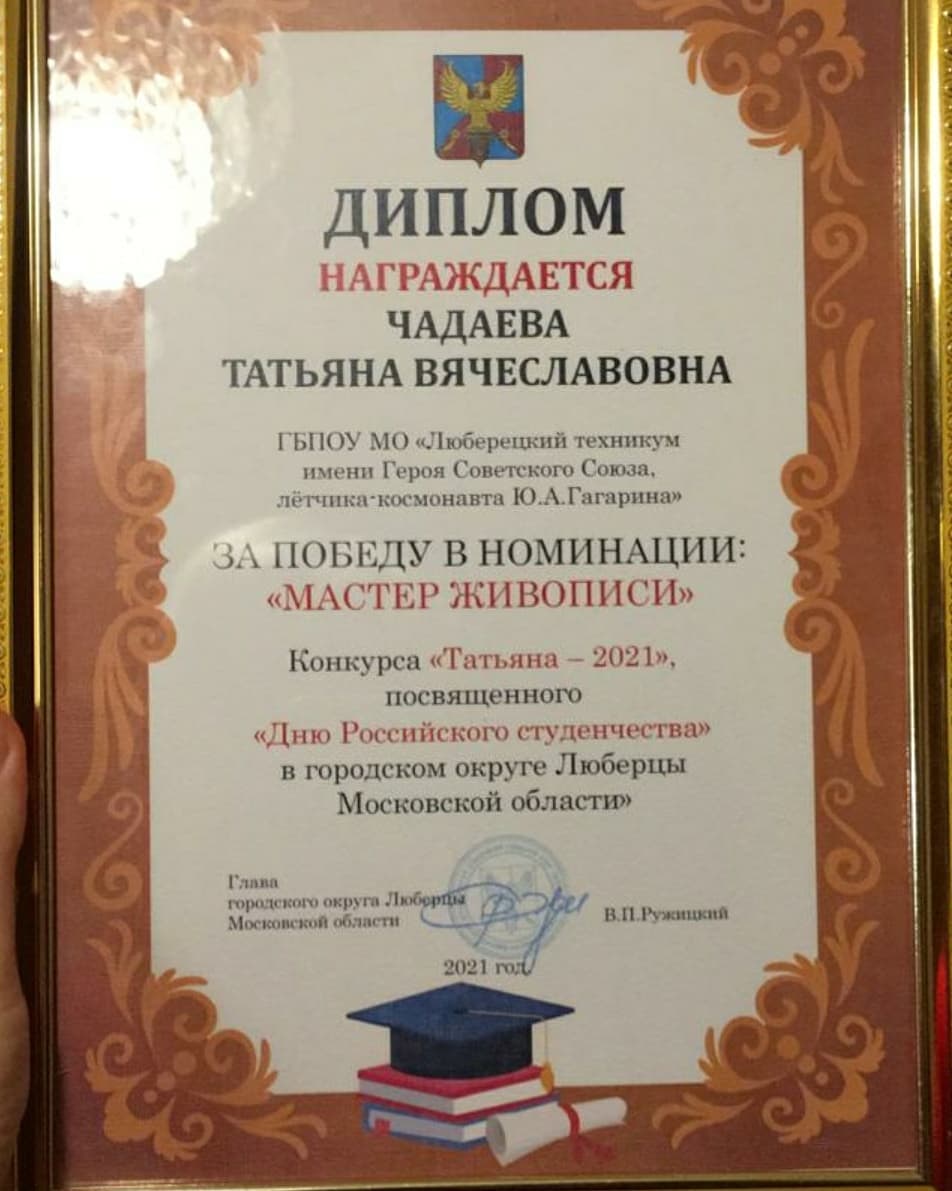 ДИПЛОМ
НАГРАЖДАЕТСЯ
ЧАДАЕВА
ТАТЬЯНА ВЯЧЕСЛАВОВНА
ГБПОУ МО «Люберецкий техникум
имени Героя Советского Союза,
лётчика-космонавта Ю.А.Гагарина»
ЗА ПОБЕДУ В НОМИНАЦИИ:
«МАСТЕР ЖИВОПИСИ»
Конкурса «Татьяна – 2021»,
посвященного
«Дню Российского студенчества»
в городском округе Люберцы
Московской области»
Глава
городского округа Люберцы
Московской области
В.П.Ружицкий
2021 год